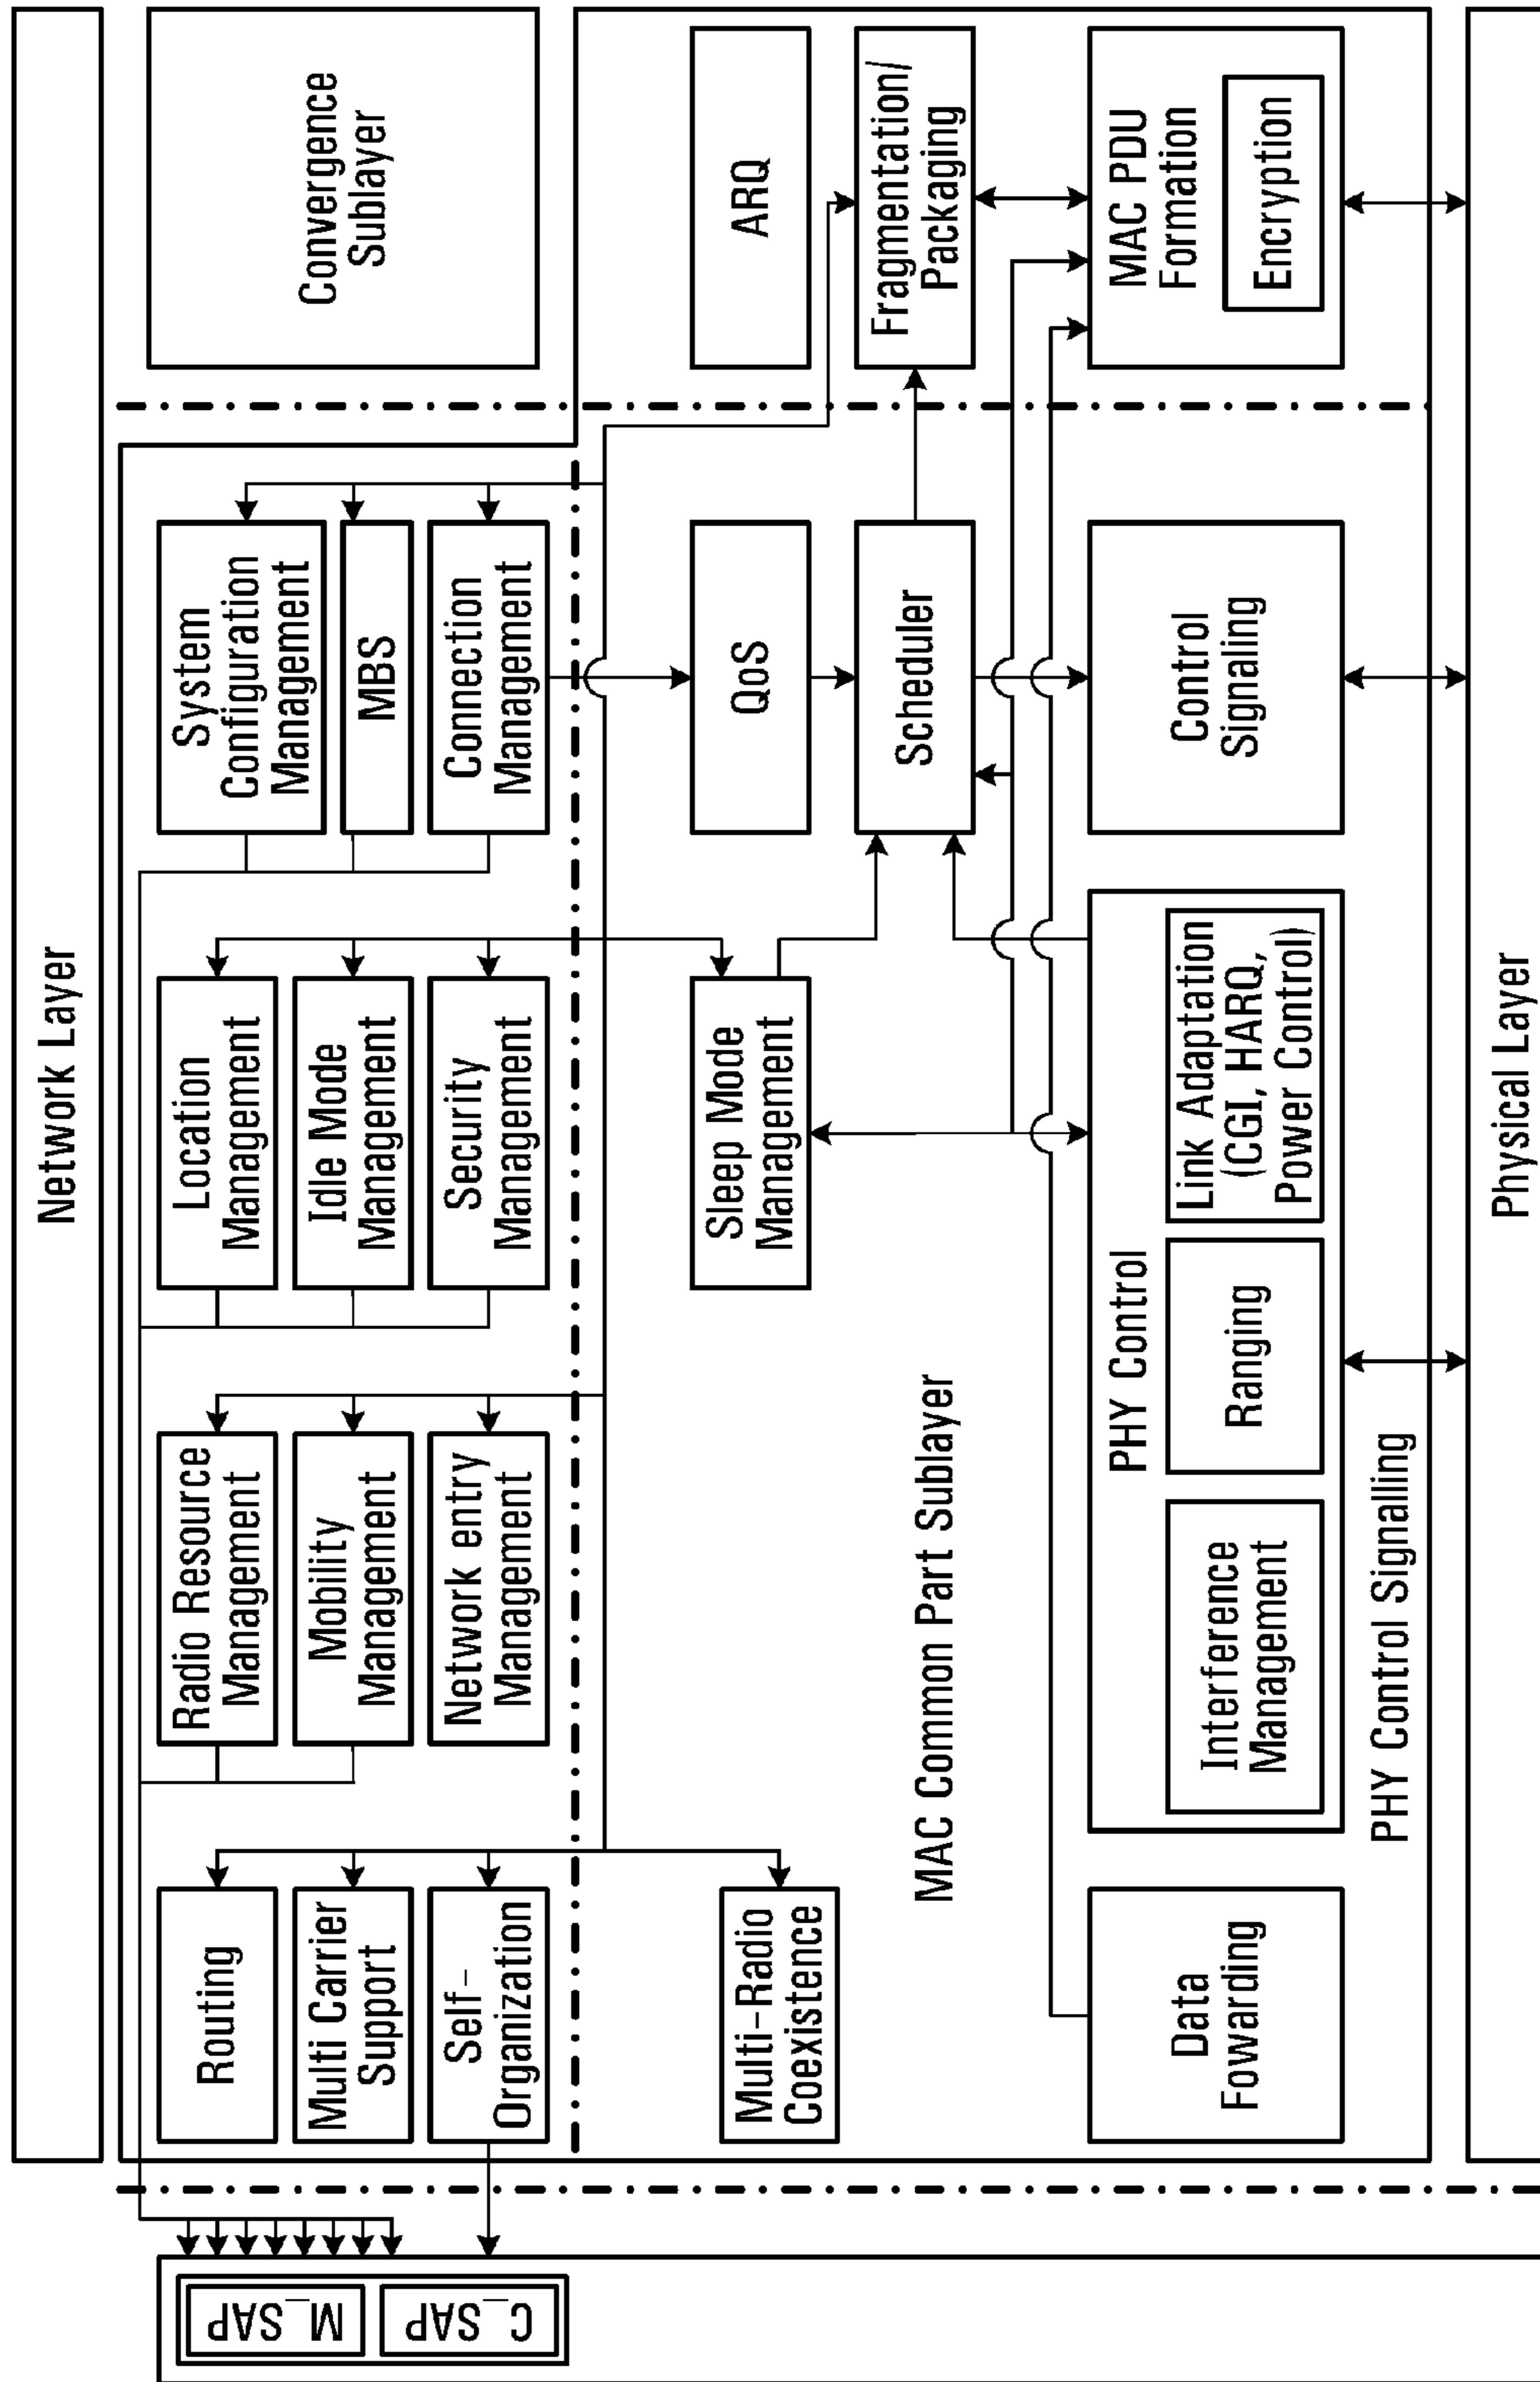 Network Layer
Routing
Multi Carrier
Support
Self-
Organization
Radio Resource
Management
Mobility
Management
Network entry
Management
Location
Management
Idle Mode
Management
Security
Management
System
Configuration
Management
MBS
Connection
Management
Convergence
Sublayer
M_SAP
C_SAP
Multi-Radio
Coexistence
Sleep Mode
Management
QoS
ARQ
MAC Common Part Sublayer
Scheduler
Fragmentation/
Packaging
Data
Fowarding
PHY Control
Interference
Management
Ranging
Link Adaptation
(CGI, HARQ,
Power Control)
Control
Signaling
MAC PDU
Formation
Encryption
PHY Control Signalling
Physical Layer